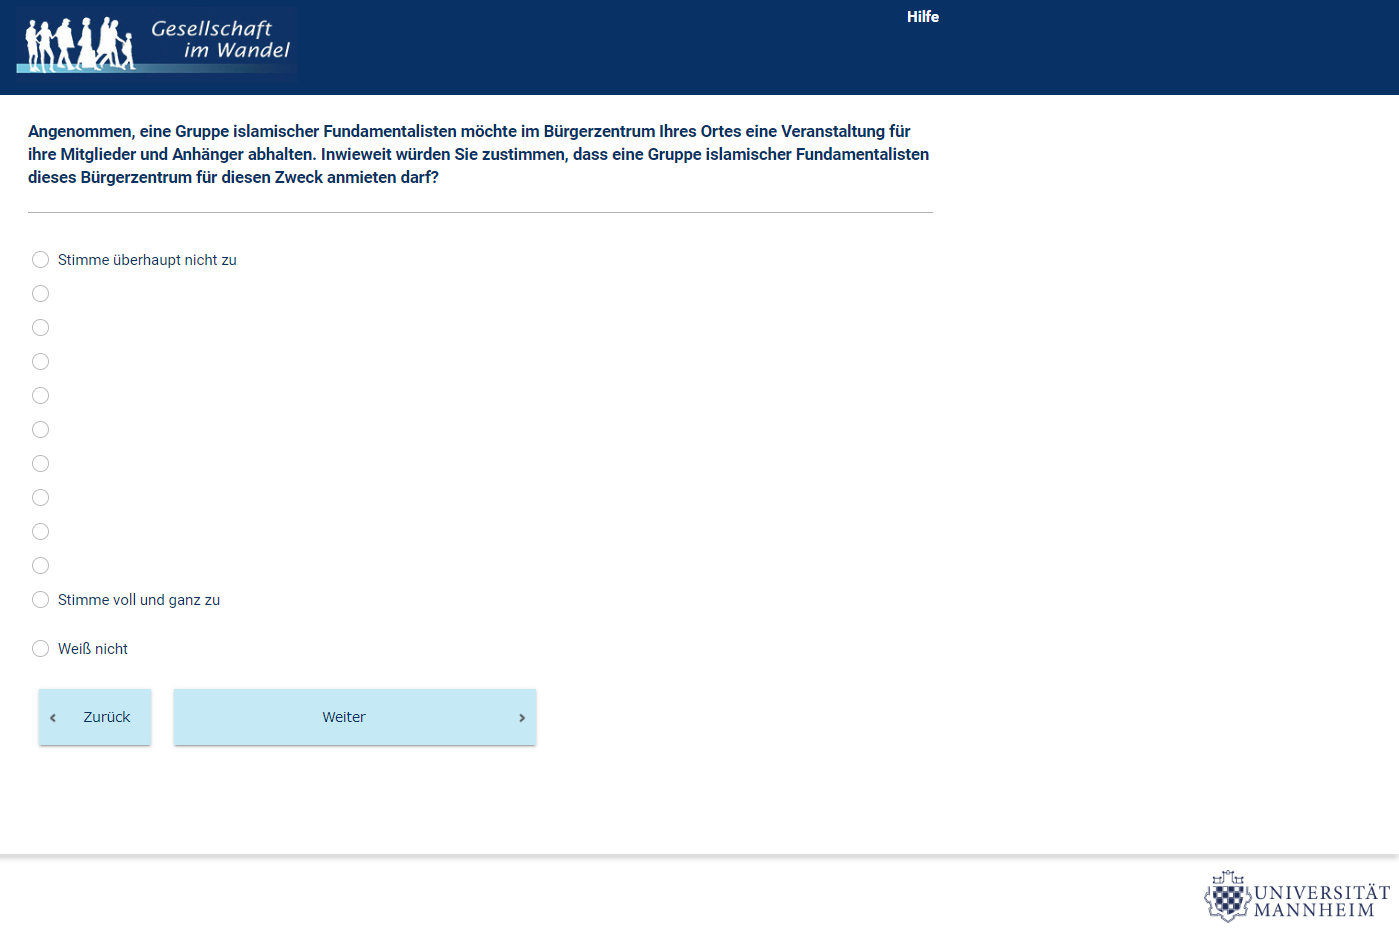 Gesellschaft
im Wandel
Hilfe
Angenommen, eine Gruppe islamischer Fundamentalisten möchte im Bürgerzentrum Ihres Ortes eine Veranstaltung für
ihre Mitglieder und Anhänger abhalten. Inwieweit würden Sie zustimmen, dass eine Gruppe islamischer Fundamentalisten
dieses Bürgerzentrum für diesen Zweck anmieten darf?
Stimme überhaupt nicht zu
Stimme voll und ganz zu
Weiß nicht
Zurück
Weiter
UNIVERSITÄT
MANNHEIM